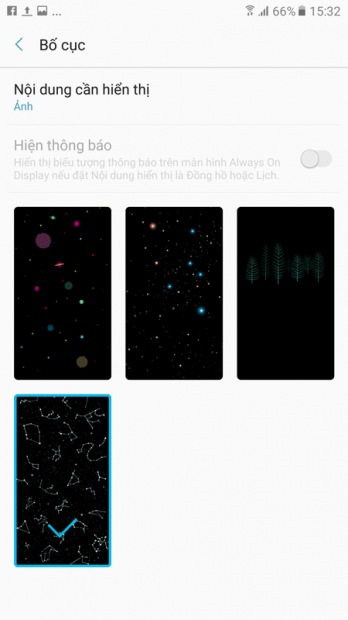 ... 66% 15:32
Bố cục
Nội dung cần hiển thị
Ảnh
Hiện thông báo
Hiển thị biểu tượng thông báo trên màn hình Always On
Display nếu đặt Nội dung hiển thị là Đồng hồ hoặc Lịch.